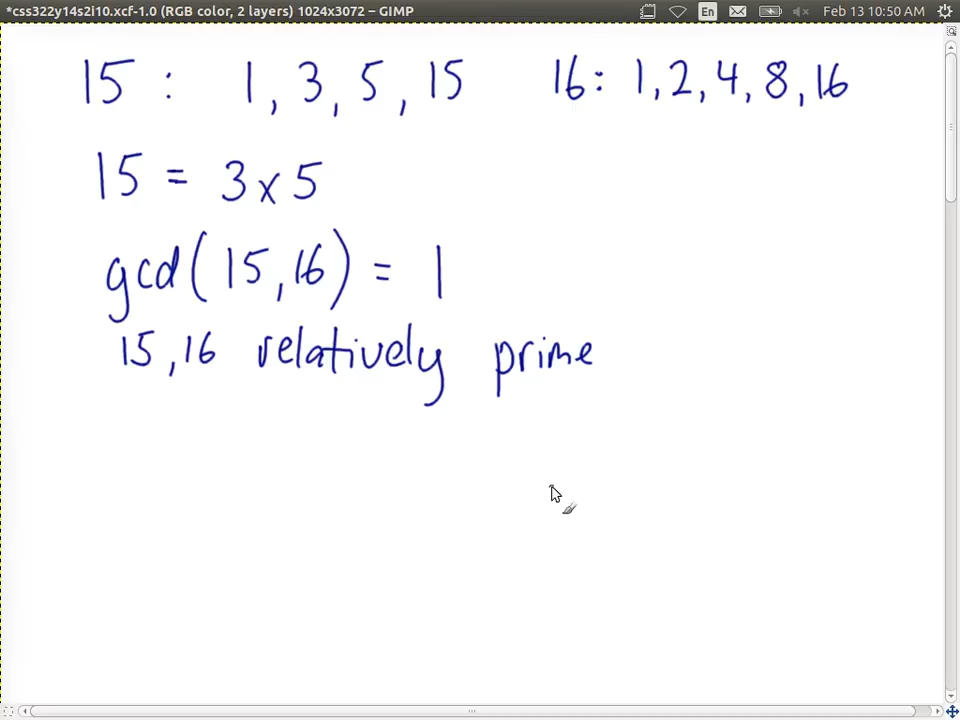 *css322y14s2i10.xcf-1.0 (RGB color, 2 layers) 1024x3072 – GIMP En Feb 13 10:50 AM
15 : 1, 3, 5, 15 16: 1, 2, 4, 8, 16
15 = 3 x 5
gcd(15,16) = 1
15,16 relatively prime